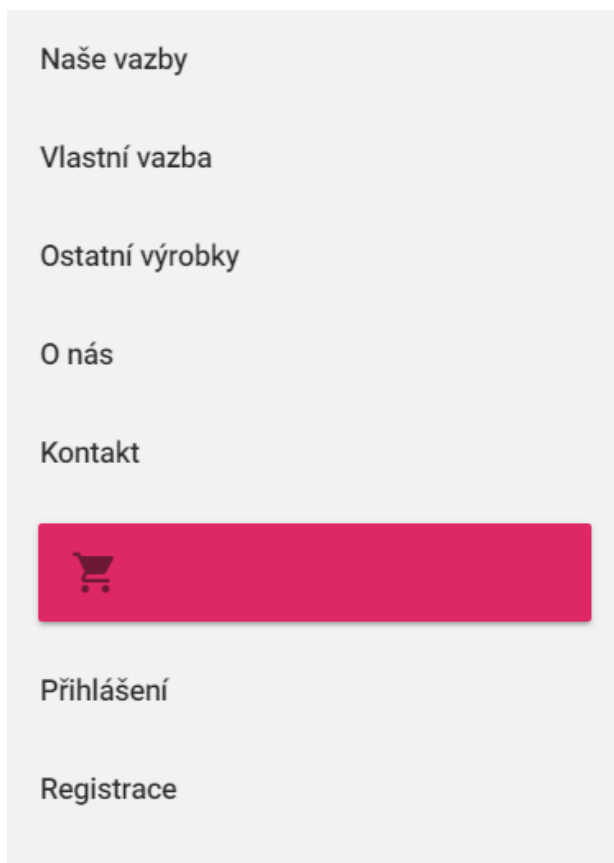 Naše vazby
Vlastní vazba
Ostatní výrobky
O nás
Kontakt
Přihlášení
Registrace